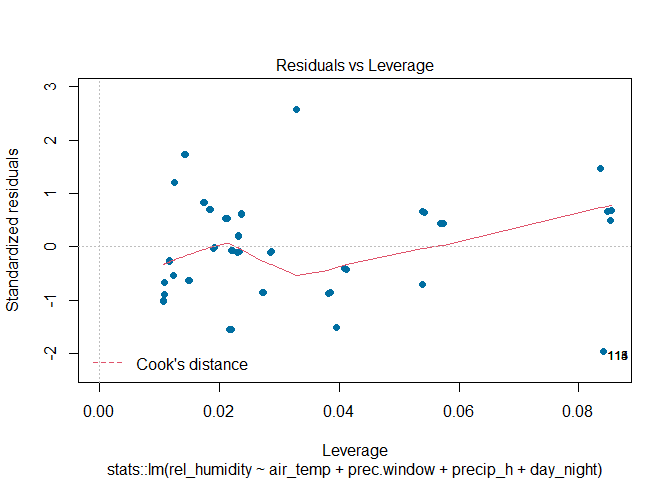 Residuals vs Leverage
Standardized residuals
3
2
1
0
-1
-2
Cook's distance
0.00
0.02
0.04
0.06
0.08
Leverage
stats::lm(rel_humidity ~ air_temp + prec.window + precip_h + day_night)